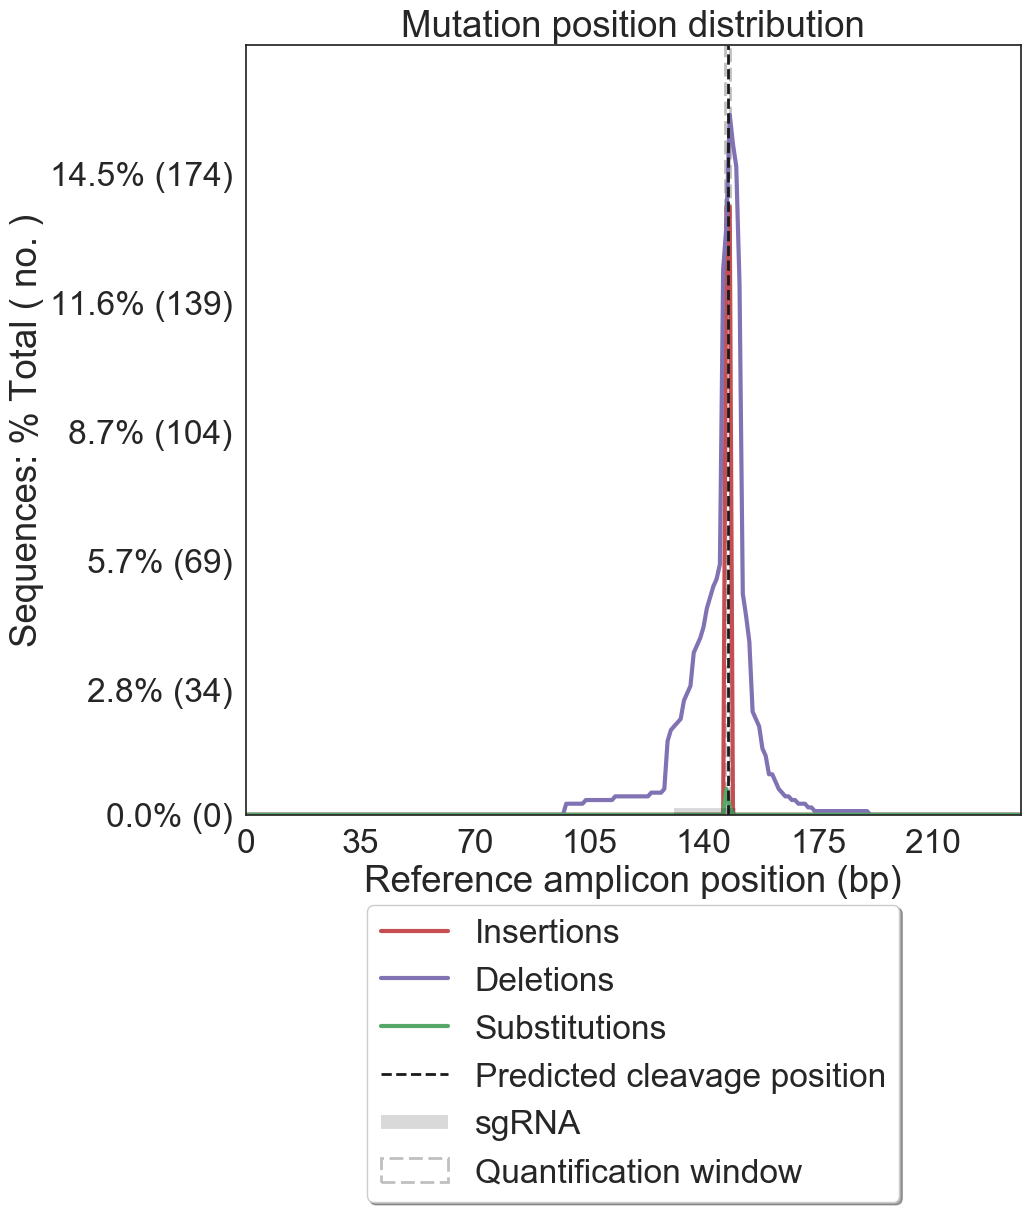 Mutation position distribution
Sequences: % Total ( no. )
14.5% (174)
11.6% (139)
8.7% (104)
5.7% (69)
2.8% (34)
0.0% (0)
0 35 70 105 140 175 210
Reference amplicon position (bp)
Insertions
Deletions
Substitutions
Predicted cleavage position
sgRNA
Quantification window